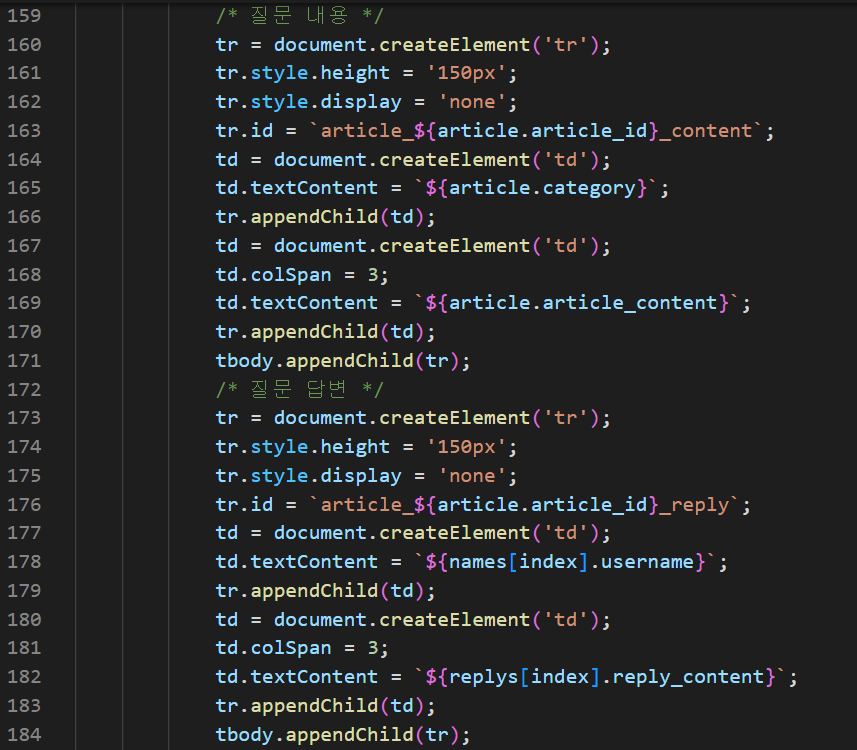 159 /* 질문 내용 */
160 tr = document.createElement('tr');
161 tr.style.height = '150px';
162 tr.style.display = 'none';
163 tr.id = `article_${article.article_id}_content`;
164 td = document.createElement('td');
165 td.textContent = `${article.category}`;
166 tr.appendChild(td);
167 td = document.createElement('td');
168 td.colSpan = 3;
169 td.textContent = `${article.article_content}`;
170 tr.appendChild(td);
171 tbody.appendChild(tr);
172 /* 질문 답변 */
173 tr = document.createElement('tr');
174 tr.style.height = '150px';
175 tr.style.display = 'none';
176 tr.id = `article_${article.article_id}_reply`;
177 td = document.createElement('td');
178 td.textContent = `${names[index].username}`;
179 tr.appendChild(td);
180 td = document.createElement('td');
181 td.colSpan = 3;
182 td.textContent = `${replys[index].reply_content}`;
183 tr.appendChild(td);
184 tbody.appendChild(tr);